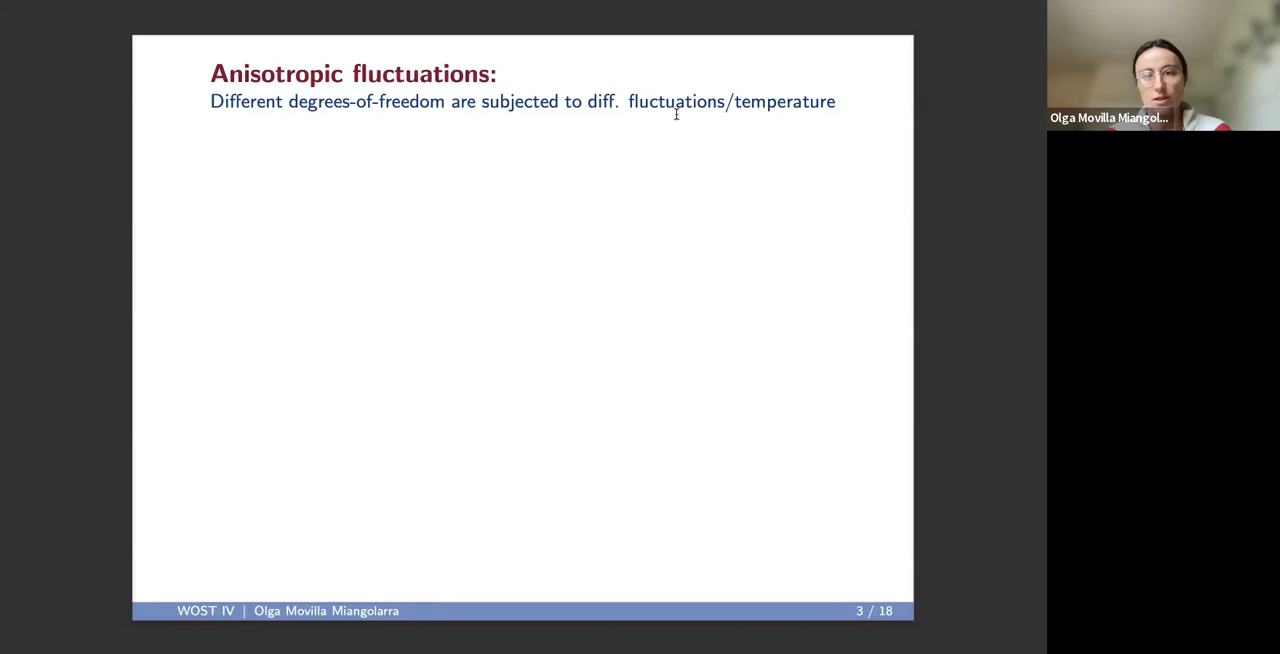 Anisotropic fluctuations:
Different degrees-of-freedom are subjected to diff. fluctuations/temperature
Olga Movilla Miangol...
WOST IV | Olga Movilla Miangolarra
3 / 18